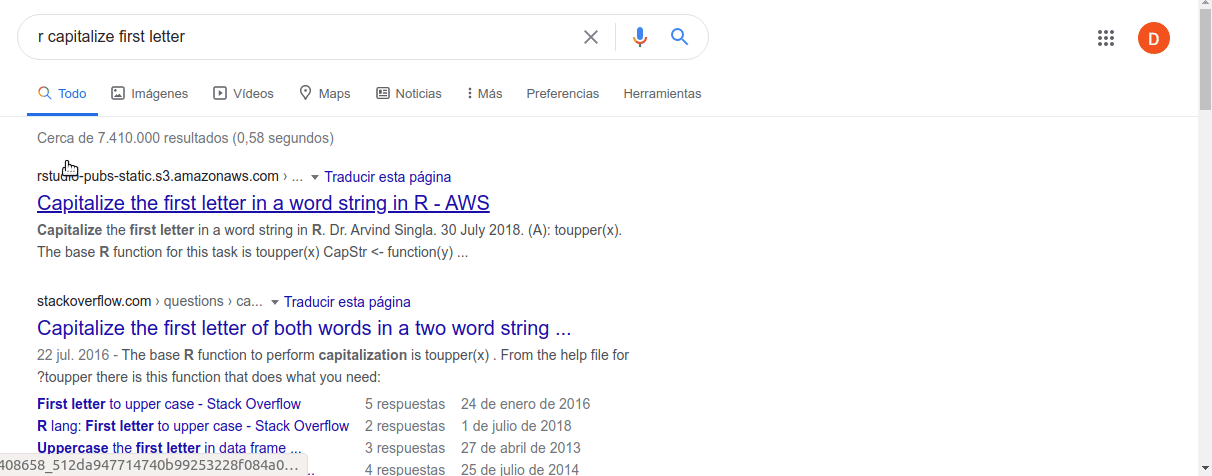 r capitalize first letter
D
Todo Imágenes Vídeos Maps Noticias Más Preferencias Herramientas
Cerca de 7.410.000 resultados (0,58 segundos)
rstudio-pubs-static.s3.amazonaws.com › ... Traducir esta página
Capitalize the first letter in a word string in R - AWS
Capitalize the first letter in a word string in R. Dr. Arvind Singla. 30 July 2018. (A): toupper(x).
The base R function for this task is toupper(x) CapStr <- function(y) ...
stackoverflow.com › questions › ca... Traducir esta página
Capitalize the first letter of both words in a two word string ...
22 jul. 2016 - The base R function to perform capitalization is toupper(x) . From the help file for
?toupper there is this function that does what you need:
First letter to upper case - Stack Overflow 5 respuestas 24 de enero de 2016
R lang: First letter to upper case - Stack Overflow 2 respuestas 1 de julio de 2018
Uppercase the first letter in data frame ... 3 respuestas 27 de abril de 2013
408658_512da947714740b99253228f084a0... .. 4 respuestas 25 de julio de 2014